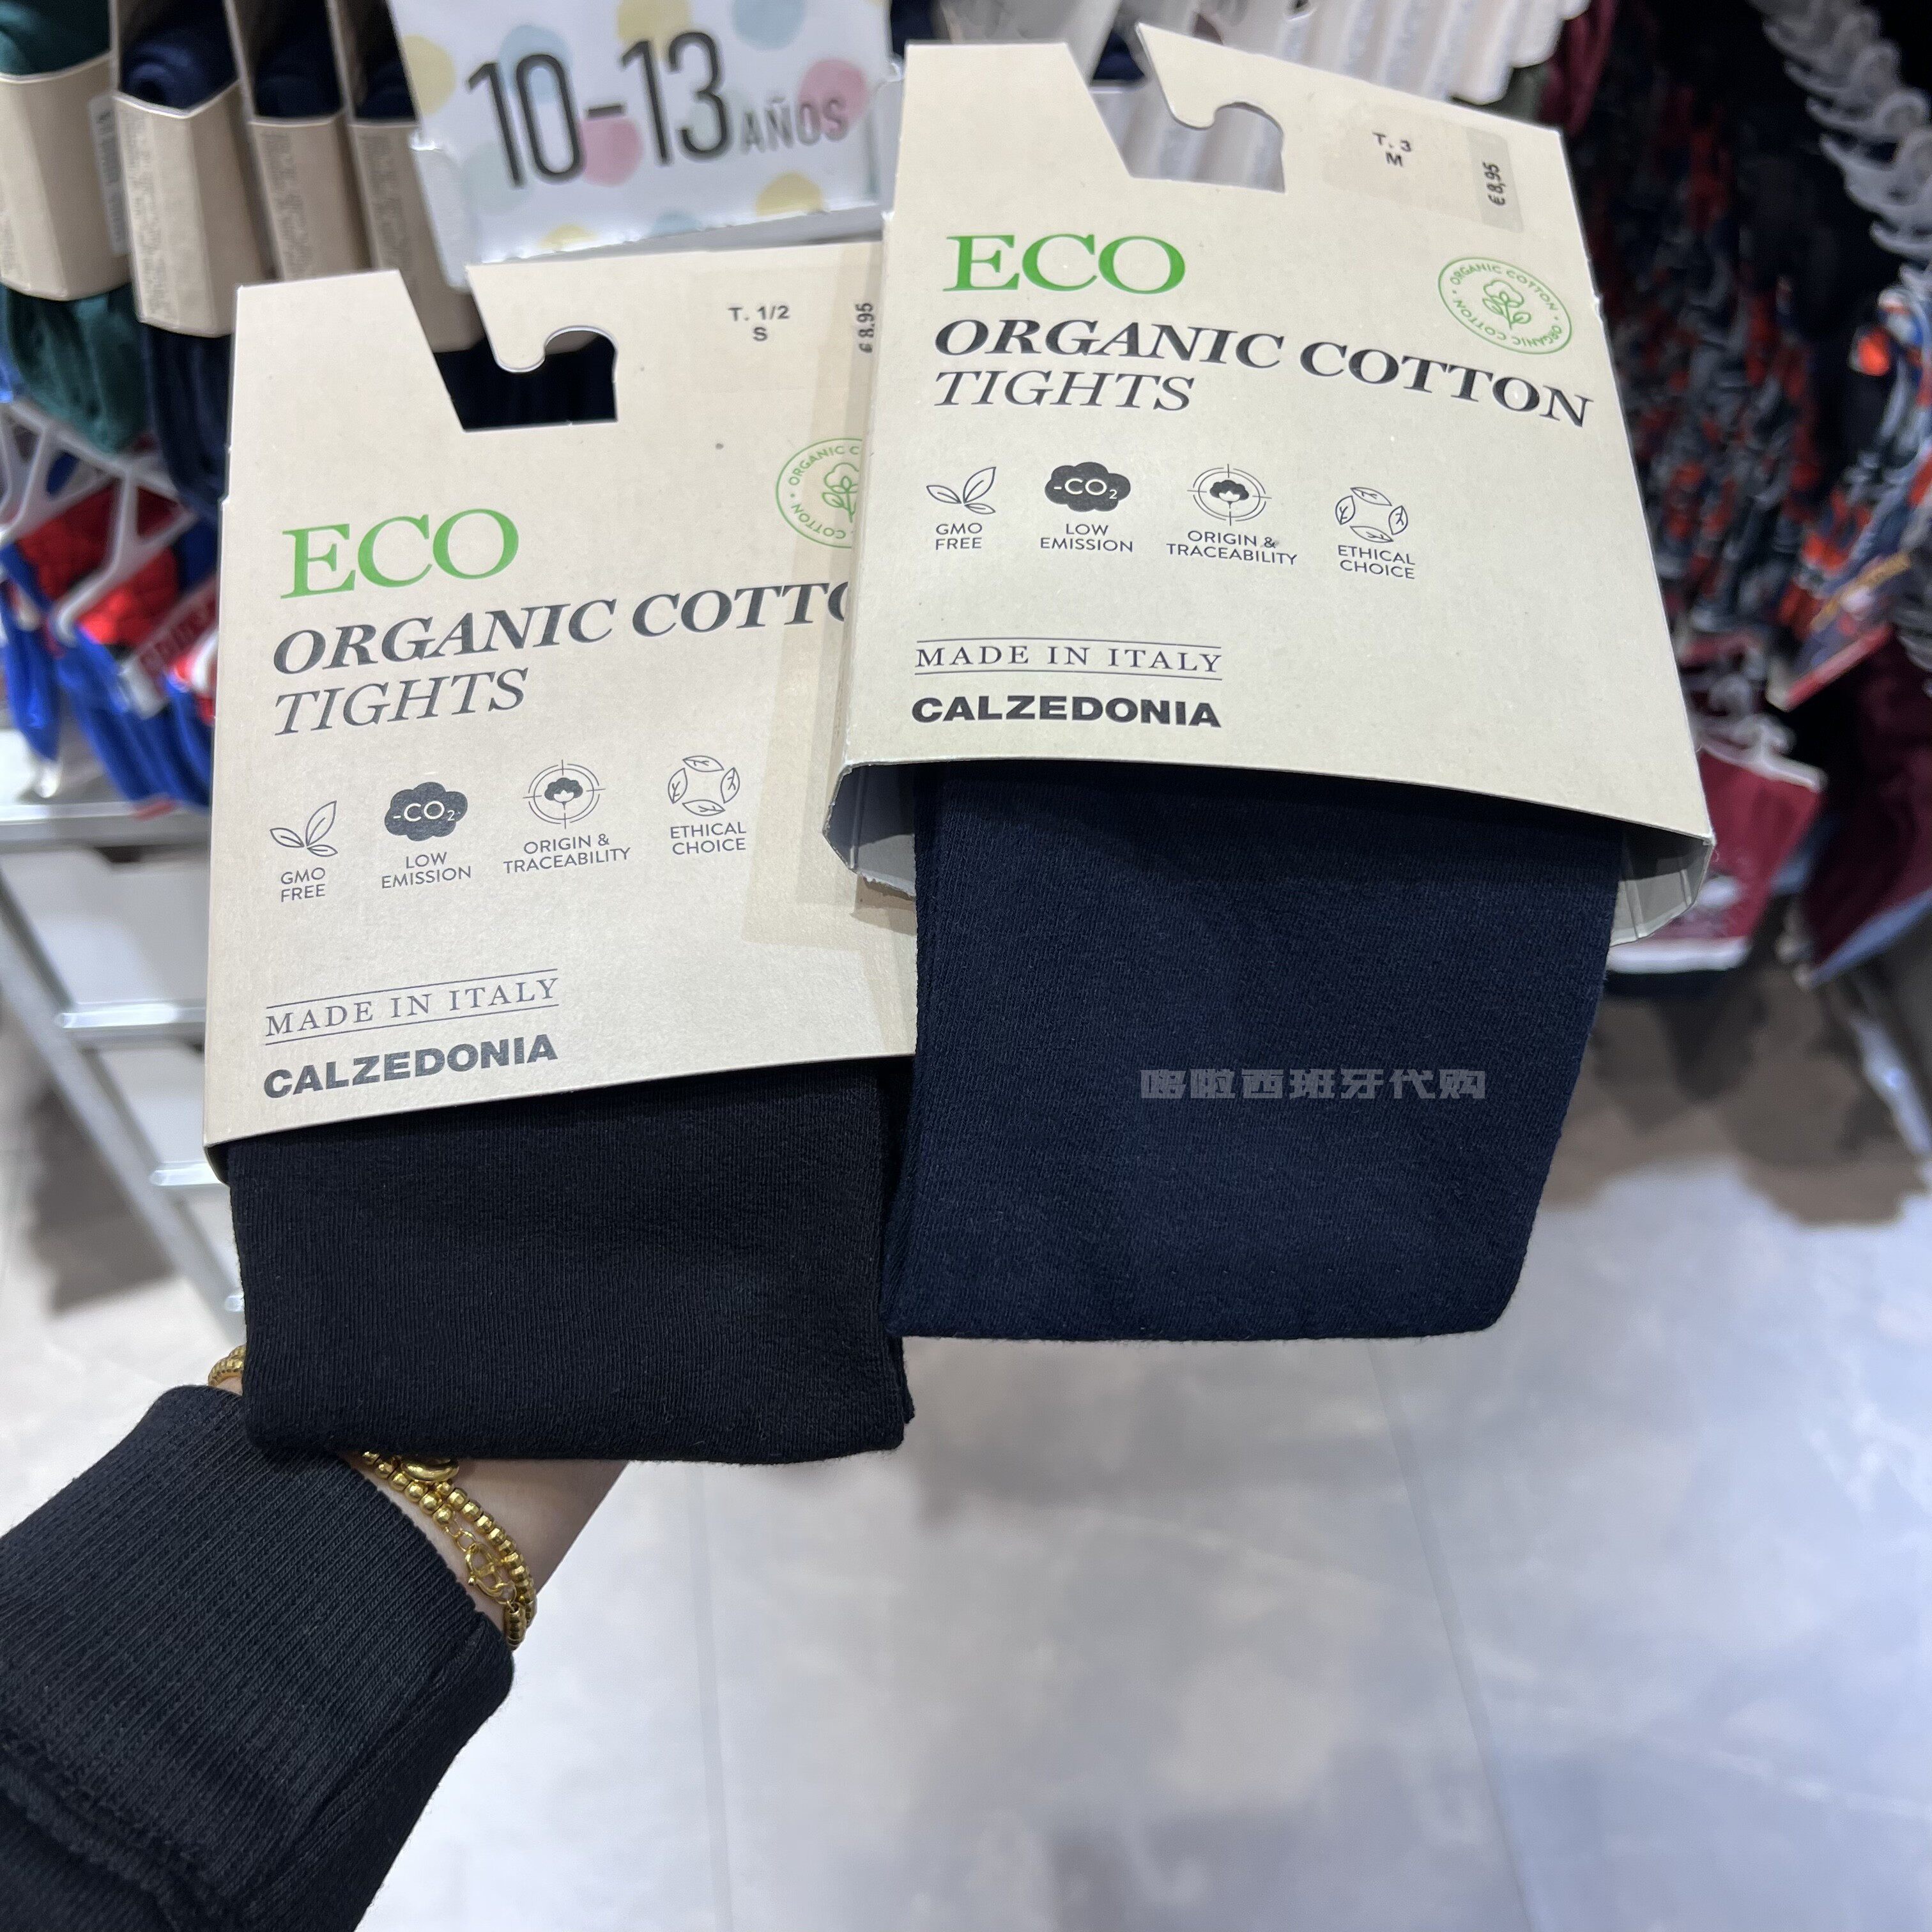 10-13 AÑOS
T. 1/2
S
€ 8.95
ECO
ORGANIC COTTO
TIGHTS
GMO
FREE
-CO2
LOW
EMISSION
ORIGIN &
TRACEABILITY
ETHICAL
CHOICE
MADE IN ITALY
CALZEDONIA
T. 3
M
€ 8,95
ECO
ORGANIC COTTON • ORGANIC COTTON •
ORGANIC COTTON
TIGHTS
GMO
FREE
-CO2
LOW
EMISSION
ORIGIN &
TRACEABILITY
ETHICAL
CHOICE
MADE IN ITALY
CALZEDONIA
哆啦西班牙代购